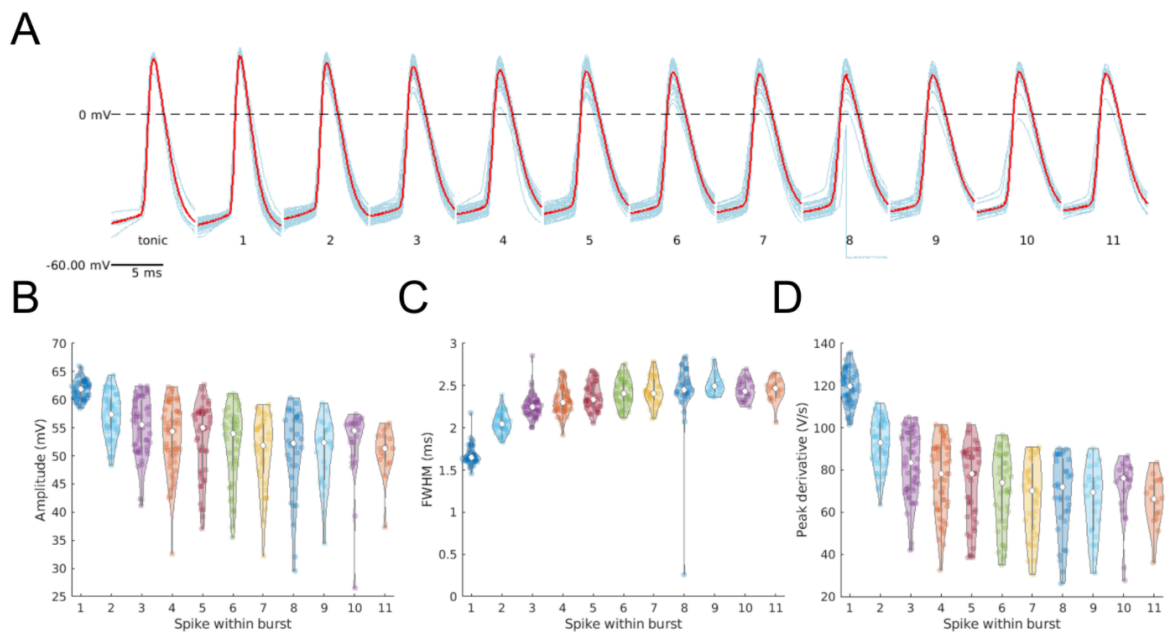 A
0 mV
tonic 1 2 3 4 5 6 7 8 9 10 11
-60.00 mV
5 ms
B
Amplitude (mV)
70
65
60
55
50
45
40
35
30
25
1 2 3 4 5 6 7 8 9 10 11
Spike within burst
C
FWHM (ms)
3
2.5
2
1.5
1
0.5
0
1 2 3 4 5 6 7 8 9 10 11
Spike within burst
D
Peak derivative (V/s)
140
120
100
80
60
40
20
1 2 3 4 5 6 7 8 9 10 11
Spike within burst